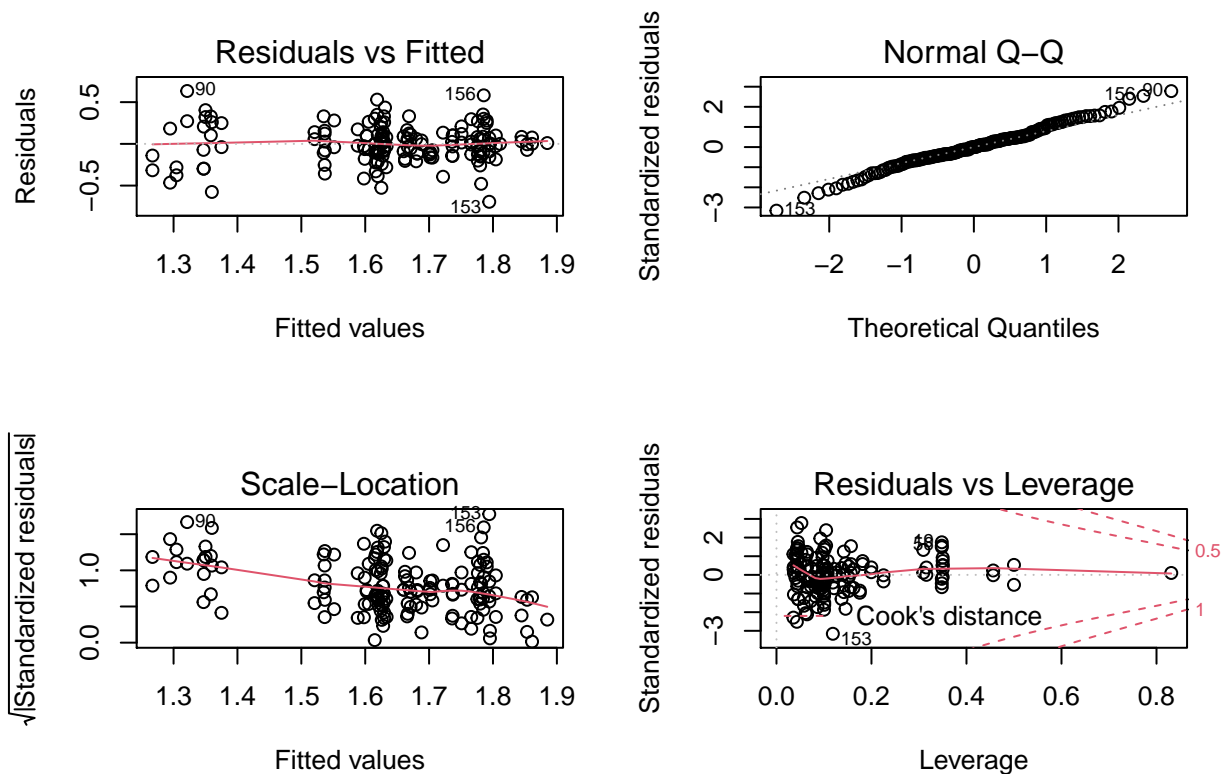 Residuals vs Fitted
Residuals
−0.5
0.5
90
156
153
1.3 1.4 1.5 1.6 1.7 1.8 1.9
Fitted values
Normal Q−Q
Standardized residuals
−3
0
2
156
90
153
−2 −1 0 1 2
Theoretical Quantiles
Scale−Location
√|Standardized residuals|
0.0
1.0
90
153
156
1.3 1.4 1.5 1.6 1.7 1.8 1.9
Fitted values
Residuals vs Leverage
Standardized residuals
−3
0
2
153
Cook's distance
0.5
1
0.0 0.2 0.4 0.6 0.8
Leverage